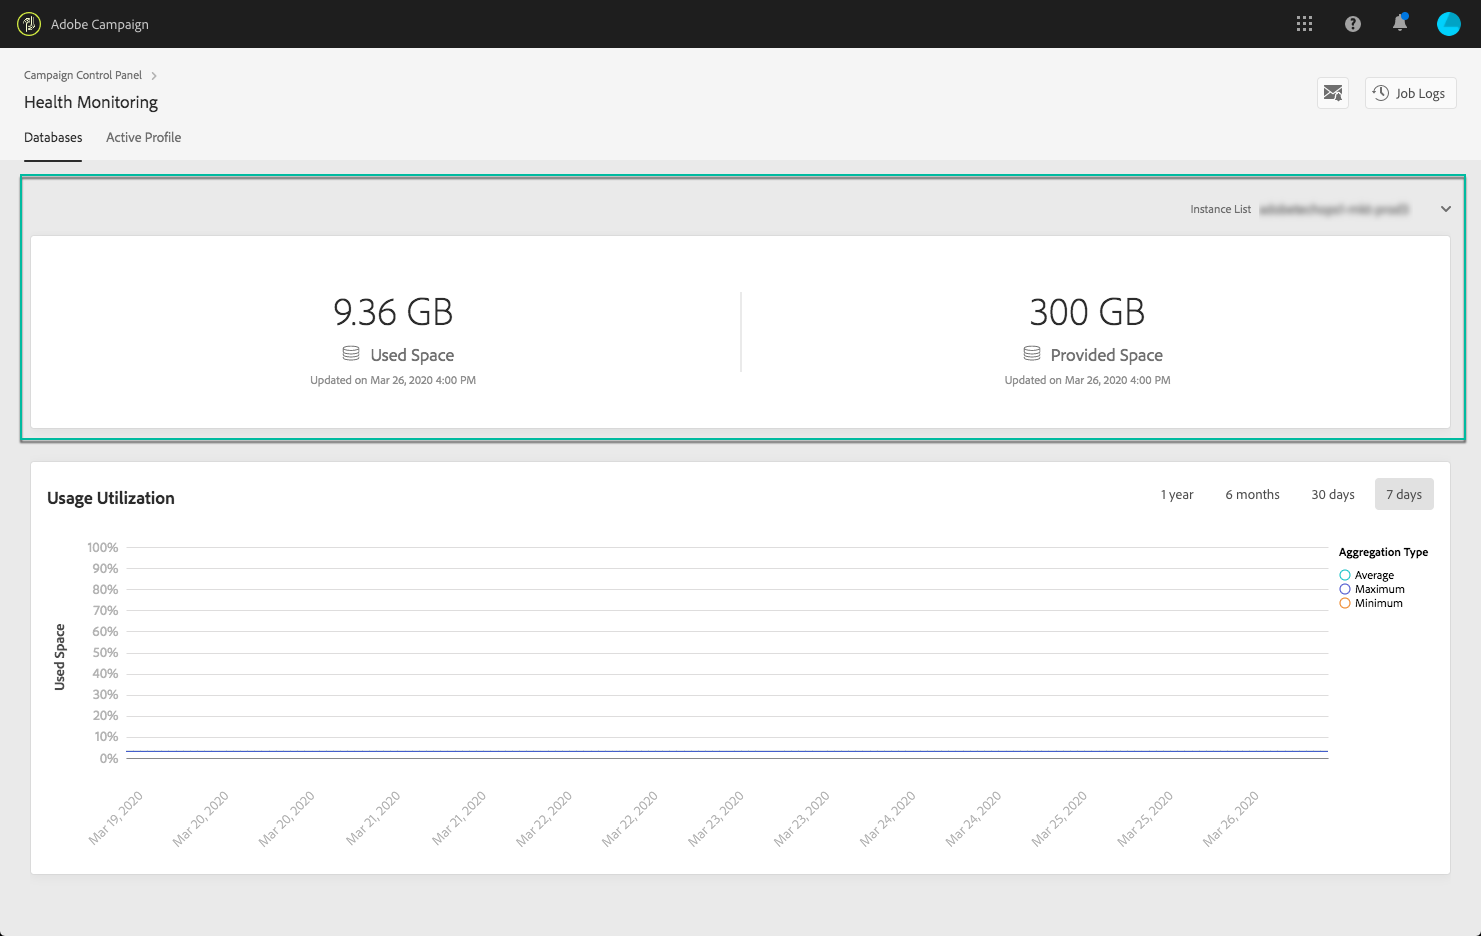 Adobe Campaign
Campaign Control Panel
Health Monitoring
Job Logs
Databases Active Profile
Instance List
9.36 GB
Used Space
Updated on Mar 26, 2020 4:00 PM
300 GB
Provided Space
Updated on Mar 26, 2020 4:00 PM
Usage Utilization
1 year 6 months 30 days 7 days
100%
90%
80%
70%
60%
50%
40%
30%
20%
10%
0%
Used Space
Aggregation Type
Average
Maximum
Minimum
Mar 19, 2020 Mar 20, 2020 Mar 20, 2020 Mar 21, 2020 Mar 21, 2020 Mar 22, 2020 Mar 22, 2020 Mar 23, 2020 Mar 23, 2020 Mar 24, 2020 Mar 24, 2020 Mar 25, 2020 Mar 25, 2020 Mar 26, 2020